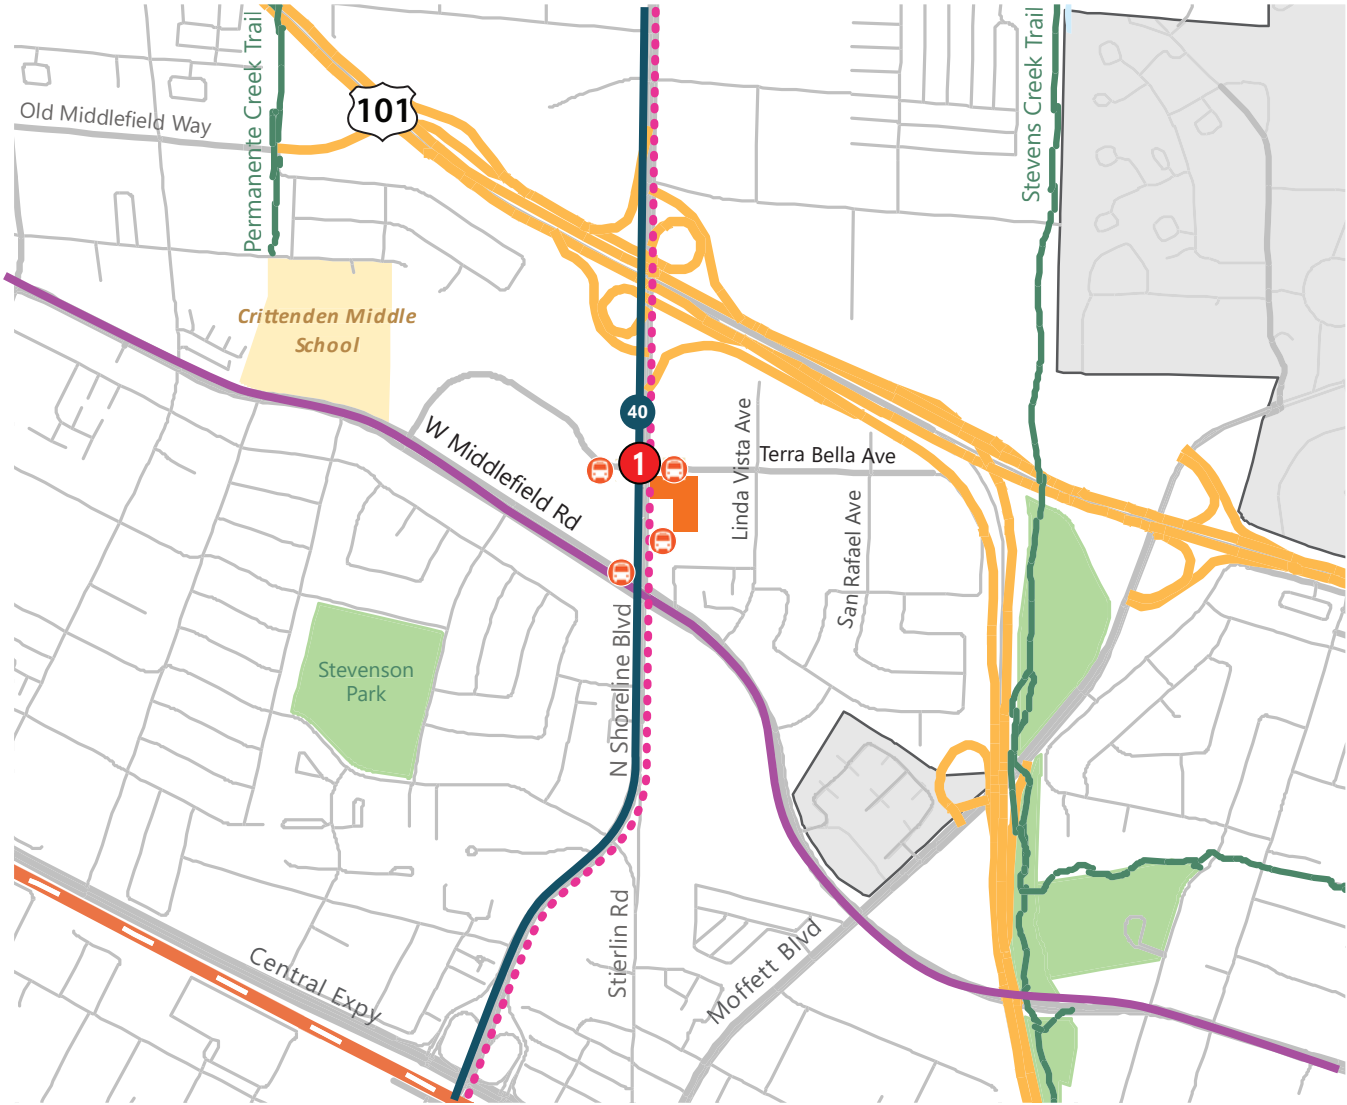 Permanente Creek Trail
Stevens Creek Trail
101
Old Middlefield Way
Crittenden Middle
School
40
W Middlefield Rd
1
Linda Vista Ave
Terra Bella Ave
San Rafael Ave
N Shoreline Blvd
Stevenson
Park
Stierlin Rd
Moffett Blvd
Central Expy